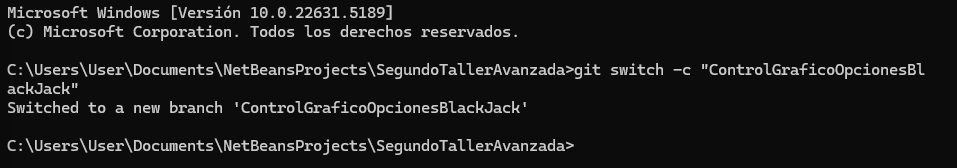 Microsoft Windows [Versión 10.0.22631.5189]
(c) Microsoft Corporation. Todos los derechos reservados.
C:\Users\User\Documents\NetBeansProjects\SegundoTallerAvanzada>git switch -c "ControlGraficoOpcionesBl
ackJack"
Switched to a new branch 'ControlGraficoOpcionesBlackJack'
C:\Users\User\Documents\NetBeansProjects\SegundoTallerAvanzada>